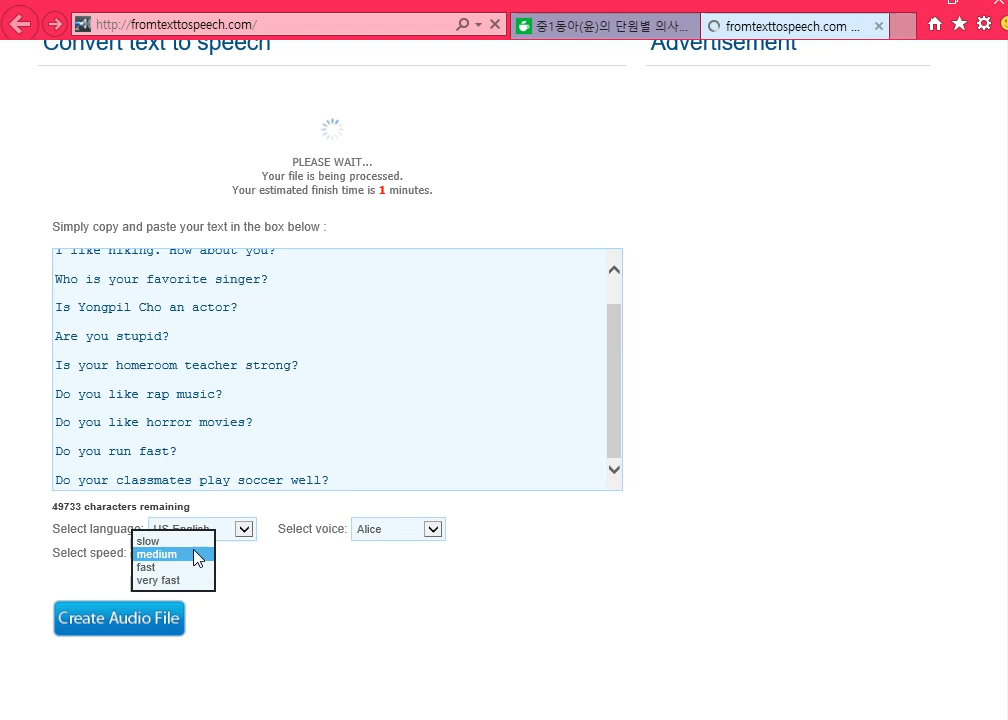 http://fromtexttospeech.com/
중1동아(윤)의 단원별 의사...
fromtexttospeech.com ...
Convert text to speech
Advertisement
PLEASE WAIT...
Your file is being processed.
Your estimated finish time is 1 minutes.
Simply copy and paste your text in the box below :
I like hiking. How about you?
Who is your favorite singer?
Is Yongpil Cho an actor?
Are you stupid?
Is your homeroom teacher strong?
Do you like rap music?
Do you like horror movies?
Do you run fast?
Do your classmates play soccer well?
49733 characters remaining
Select language: US English
Select voice: Alice
Select speed:
slow
medium
fast
very fast
Create Audio File